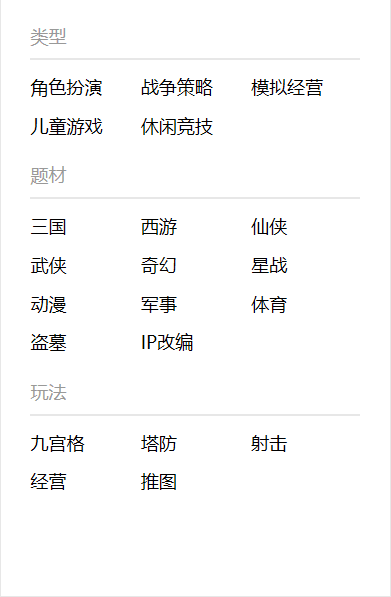 类型
角色扮演 战争策略 模拟经营
儿童游戏 休闲竞技
题材
三国 西游 仙侠
武侠 奇幻 星战
动漫 军事 体育
盗墓 IP改编
玩法
九宫格 塔防 射击
经营 推图